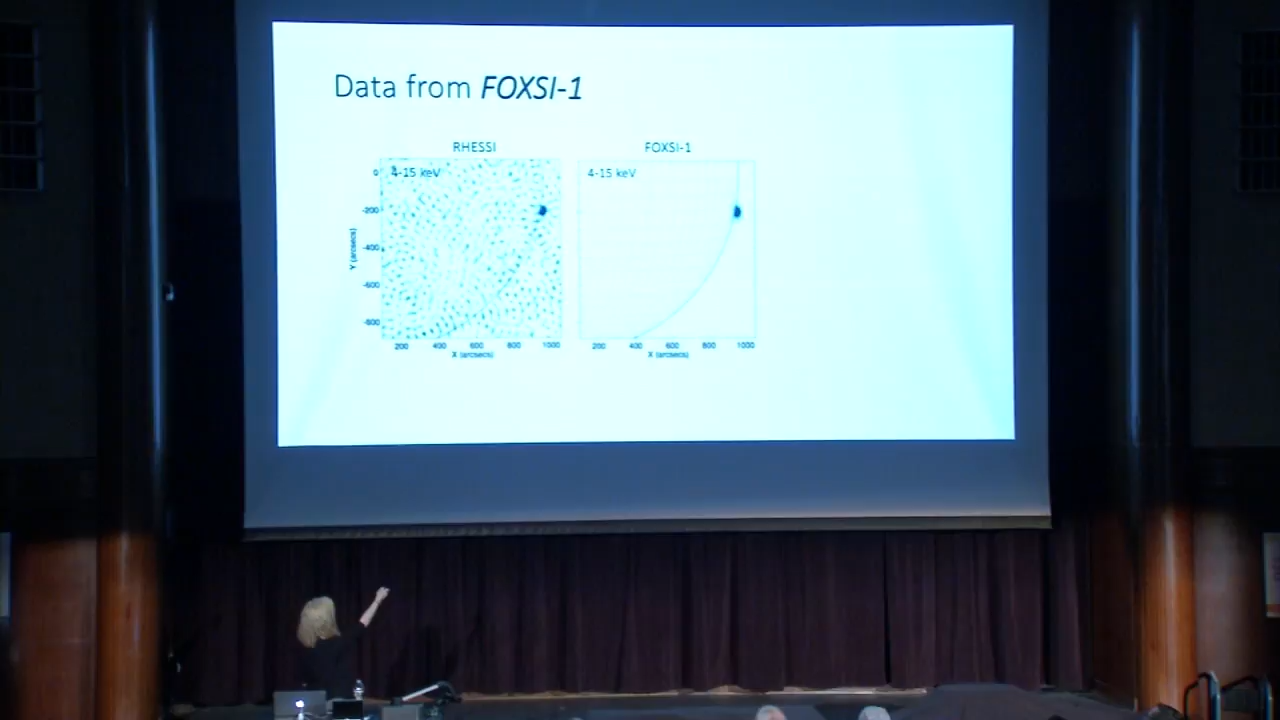 Data from FOXSI-1
RHESSI
FOXSI-1
4-15 keV
4-15 keV
0
-200
-400
-600
-800
Y (arcsecs)
200 400 600 800 1000
X (arcsecs)
200 400 600 800 1000
X (arcsecs)